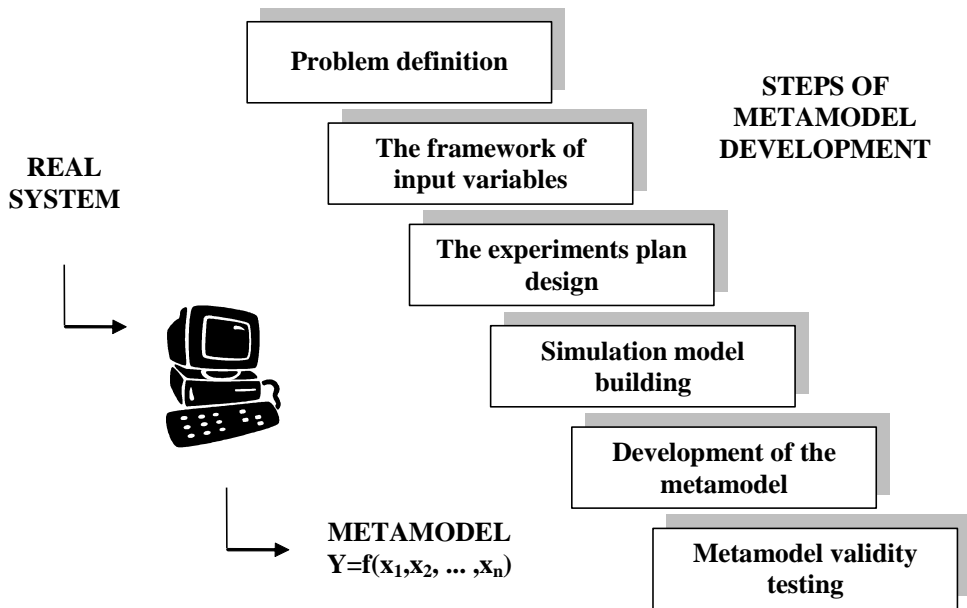 Problem definition
STEPS OF
METAMODEL
DEVELOPMENT
The framework of
input variables
REAL
SYSTEM
The experiments plan
design
Simulation model
building
Development of the
metamodel
METAMODEL
Y=f(x₁,x₂, ... ,xₙ)
Metamodel validity
testing